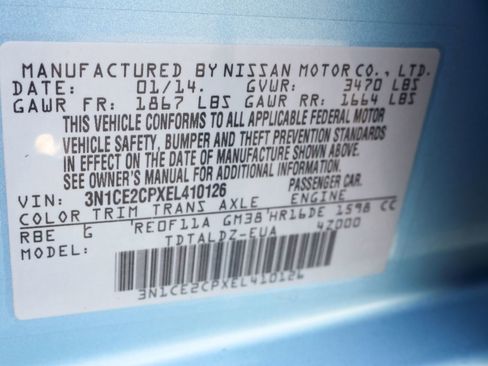 MANUFACTURED BY NISSAN MOTOR CO., LTD.
DATE: 01/14. GVWR: 3470 LBS
GAWR FR: 1867 LBS GAWR RR: 1664 LBS
THIS VEHICLE CONFORMS TO ALL APPLICABLE FEDERAL MOTOR
VEHICLE SAFETY, BUMPER AND THEFT PREVENTION STANDARDS
IN EFFECT ON THE DATE OF MANUFACTURE SHOWN ABOVE.
SEE OWNER'S MANUAL FOR ADDITIONAL INFORMATION.
VIN: 3N1CE2CPXEL410126 PASSENGER CAR.
COLOR TRIM TRANS AXLE ENGINE
RBE G RE0F11A GM38 HR16DE 1598 CC
MODEL: TDTALDZ-EUA 4Z000
3N1CE2CPXEL410126